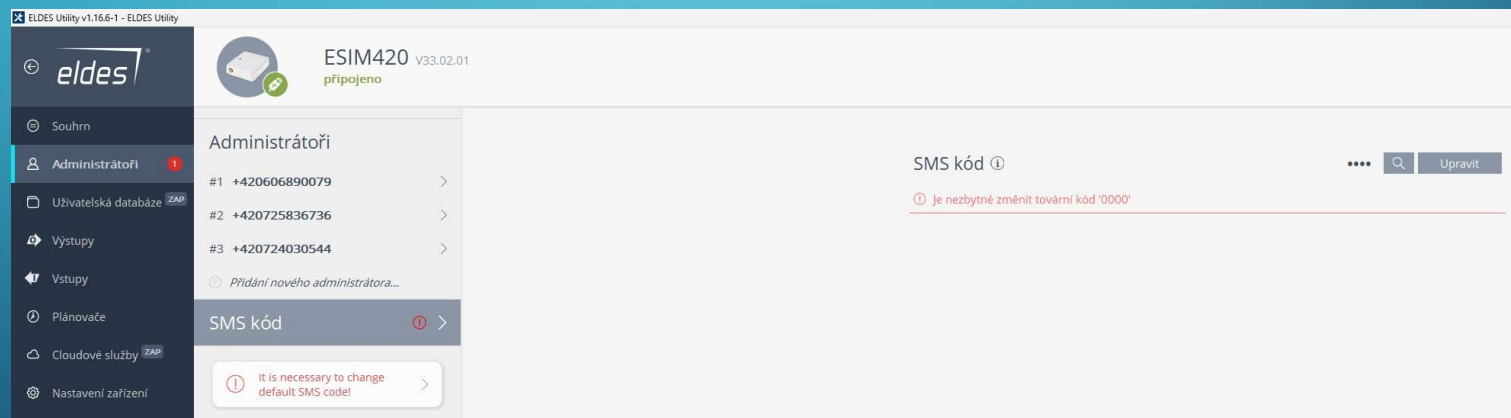 ELDES Utility v1.16.6-1 - ELDES Utility
eldes
ESIM420 V33.02.01
připojeno
Souhrn
Administrátoři 1
Uživatelská databáze ZAP
Výstupy
Vstupy
Plánovače
Cloudové služby ZAP
Nastavení zařízení
Administrátoři
#1 +420606890079
#2 +420725836736
#3 +420724030544
Přidání nového administrátora...
SMS kód
It is necessary to change
default SMS code!
SMS kód
•••• Upravit
Je nezbytné změnit tovární kód '0000'